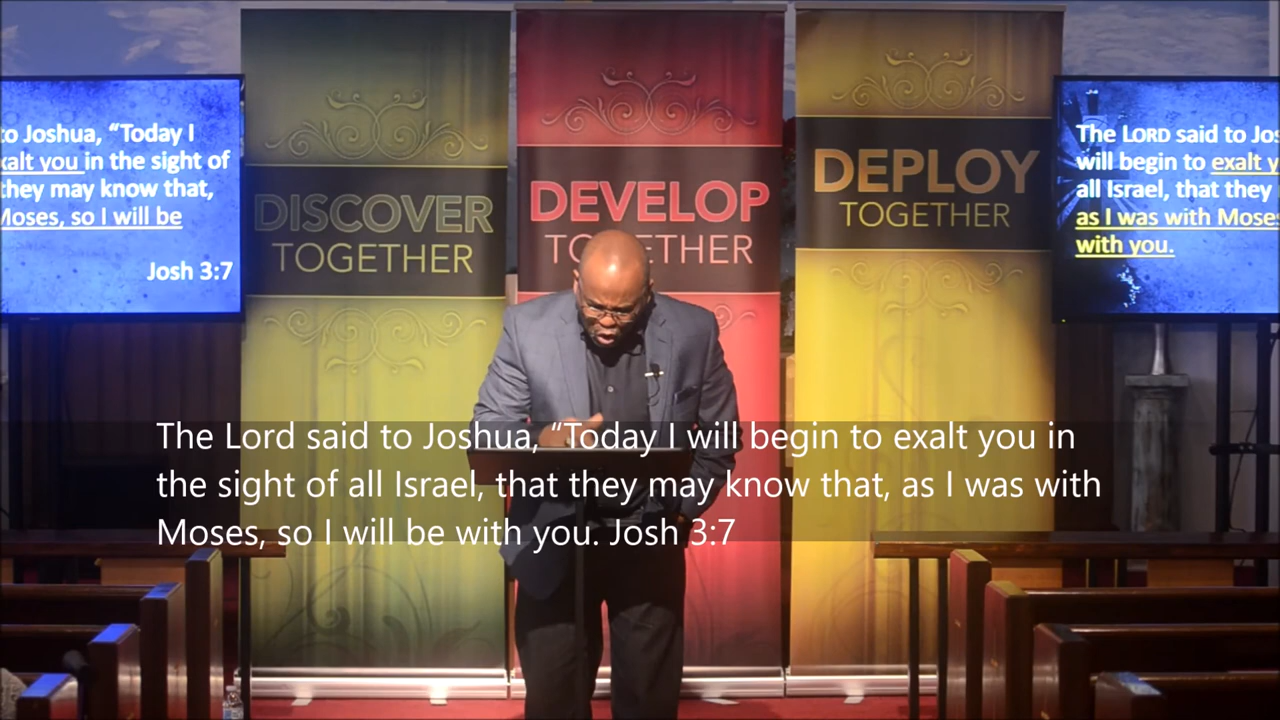 to Joshua, “Today I
exalt you in the sight of
they may know that,
Moses, so I will be
Josh 3:7
DISCOVER
TOGETHER
DEVELOP
TOGETHER
DEPLOY
TOGETHER
The LORD said to Jos
will begin to exalt y
all Israel, that they
as I was with Moses
with you.
The Lord said to Joshua, “Today I will begin to exalt you in
the sight of all Israel, that they may know that, as I was with
Moses, so I will be with you. Josh 3:7